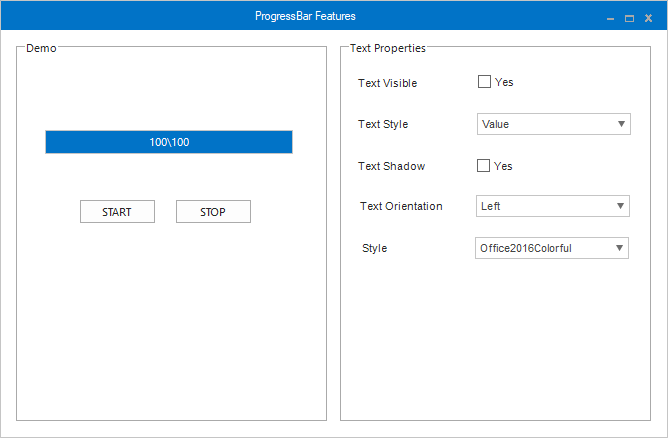 ProgressBar Features
Demo
100\100
START
STOP
Text Properties
Text Visible
Yes
Text Style
Value
Text Shadow
Yes
Text Orientation
Left
Style
Office2016Colorful